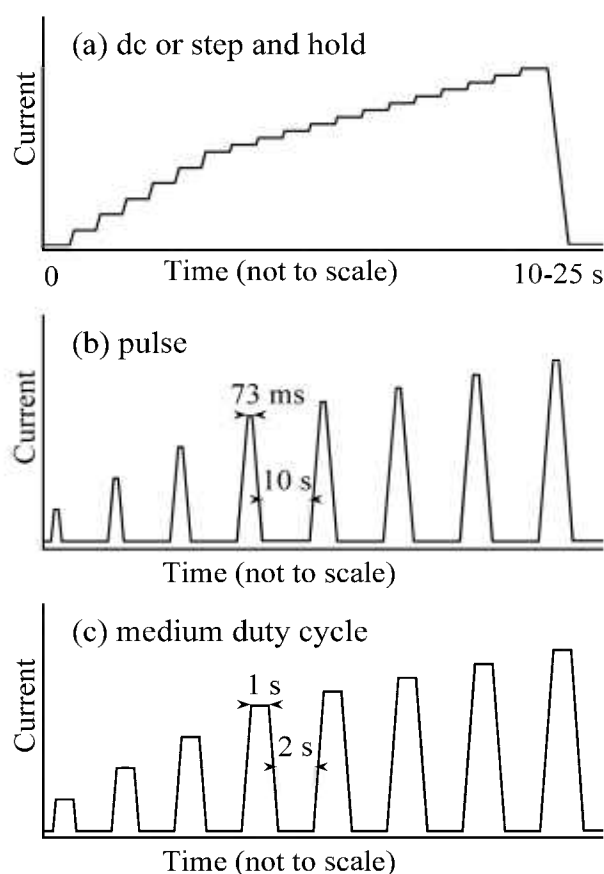 (a) dc or step and hold
Current
0
Time (not to scale)
10-25 s
(b) pulse
Current
73 ms
10 s
Time (not to scale)
(c) medium duty cycle
Current
1 s
2 s
Time (not to scale)